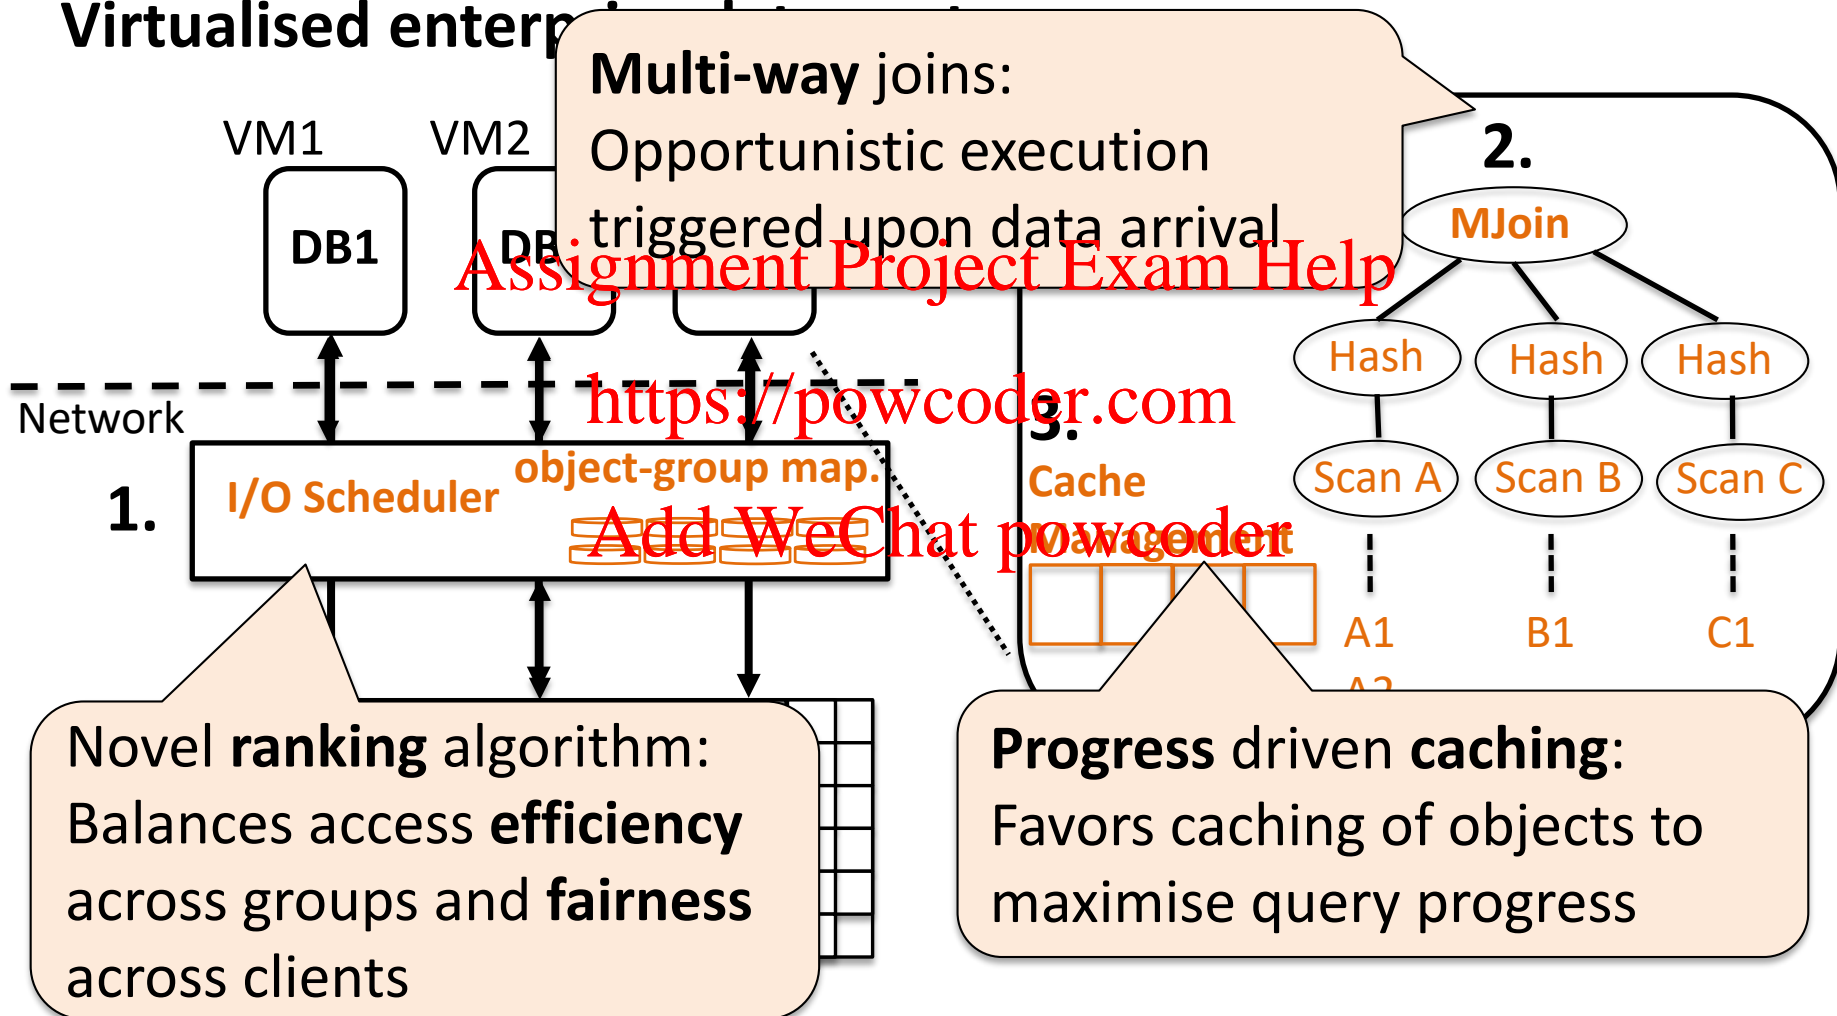 Virtualised enterp
Multi-way joins:
Opportunistic execution
triggered upon data arrival
VM1
VM2
DB1
DB
Assignment Project Exam Help
2.
MJoin
Hash
Hash
Hash
Network
https://powcoder.com
3.
1.
I/O Scheduler
object-group map.
Cache
Management
Scan A
Scan B
Scan C
Add WeChat powcoder
A1
B1
C1
A2
Novel ranking algorithm:
Balances access efficiency
across groups and fairness
across clients
Progress driven caching:
Favors caching of objects to
maximise query progress